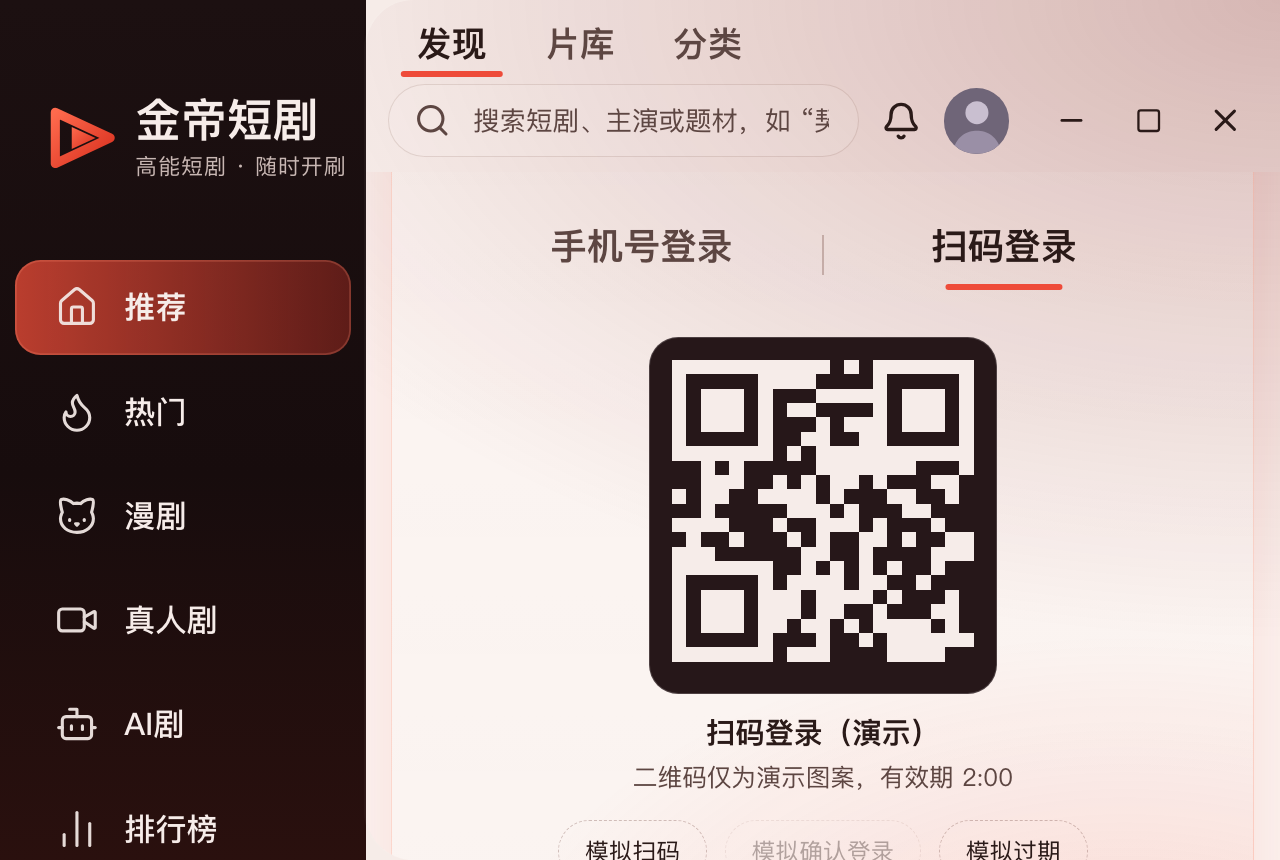 金帝短剧
高能短剧 · 随时开刷
推荐
热门
漫剧
真人剧
AI剧
排行榜
发现 片库 分类
搜索短剧、主演或题材，如 “
手机号登录 扫码登录
扫码登录（演示）
二维码仅为演示图案，有效期 2:00
模拟扫码 模拟确认登录 模拟过期